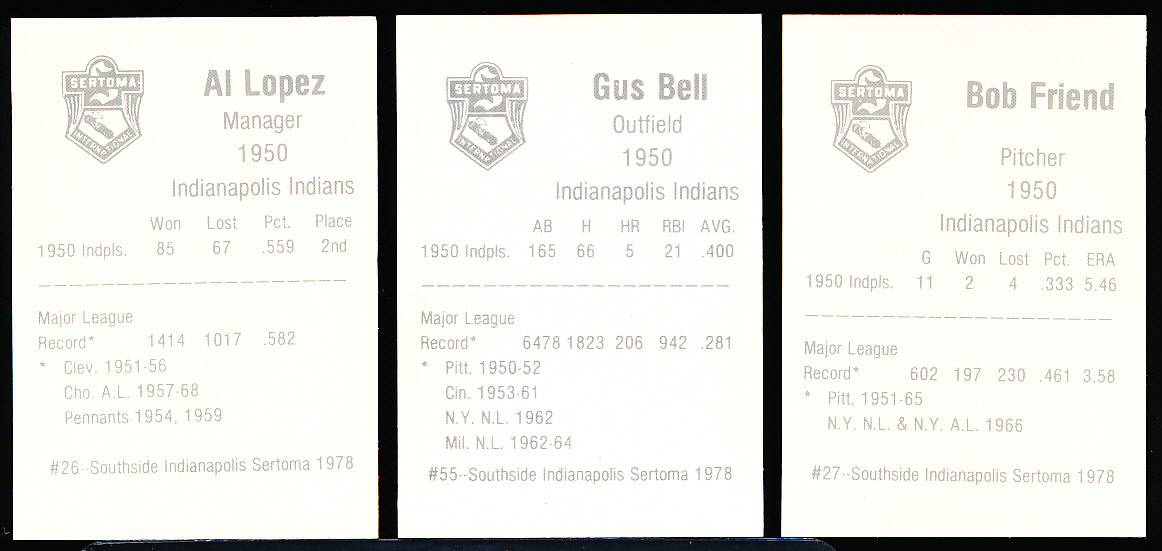 SERTOMA
INTERNATIONAL
Al Lopez
Manager
1950
Indianapolis Indians
Won Lost Pct. Place
1950 Indpls. 85 67 .559 2nd
Major League
Record* 1414 1017 .582
* Clev. 1951-56
Cho. A.L. 1957-68
Pennants 1954, 1959
#26--Southside Indianapolis Sertoma 1978
SERTOMA
INTERNATIONAL
Gus Bell
Outfield
1950
Indianapolis Indians
AB H HR RBI AVG.
1950 Indpls. 165 66 5 21 .400
Major League
Record* 6478 1823 206 942 .281
* Pitt. 1950-52
Cin. 1953-61
N.Y. N.L. 1962
Mil. N.L. 1962-64
#55--Southside Indianapolis Sertoma 1978
SERTOMA
INTERNATIONAL
Bob Friend
Pitcher
1950
Indianapolis Indians
G Won Lost Pct. ERA
1950 Indpls. 11 2 4 .333 5.46
Major League
Record* 602 197 230 .461 3.58
* Pitt. 1951-65
N.Y. N.L. & N.Y. A.L. 1966
#27--Southside Indianapolis Sertoma 1978